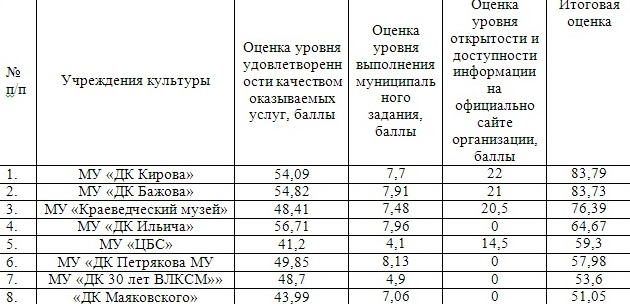 № п/п | Учреждения культуры | Оценка уровня удовлетворенн ости качеством оказываемых услуг, баллы | Оценка уровня выполнения муниципаль ного задания, баллы | Оценка уровня открытости и доступности информации на официально сайте организации, баллы | Итоговая оценка
1. | МУ «ДК Кирова» | 54,09 | 7,7 | 22 | 83,79
2. | МУ «ДК Бажова» | 54,82 | 7,91 | 21 | 83,73
3. | МУ «Краеведческий музей» | 48,41 | 7,48 | 20,5 | 76,39
4. | МУ «ДК Ильича» | 56,71 | 7,96 | 0 | 64,67
5. | МУ «ЦБС» | 41,2 | 4,1 | 14,5 | 59,3
6. | МУ «ДК Петрякова МУ | 49,85 | 8,13 | 0 | 57,98
7. | МУ «ДК 30 лет ВЛКСМ»» | 48,7 | 4,9 | 0 | 53,6
8. | «ДК Маяковского» | 43,99 | 7,06 | 0 | 51,05